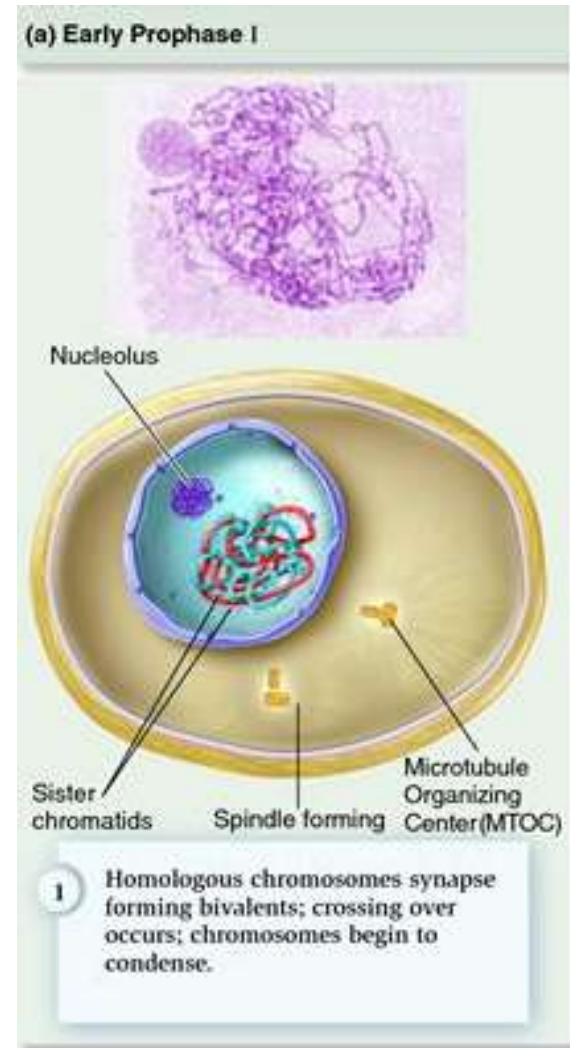 (a) Early Prophase I
Nucleolus
Sister
chromatids
Spindle forming
Microtubule
Organizing
Center(MTOC)
1
Homologous chromosomes synapse
forming bivalents; crossing over
occurs; chromosomes begin to
condense.